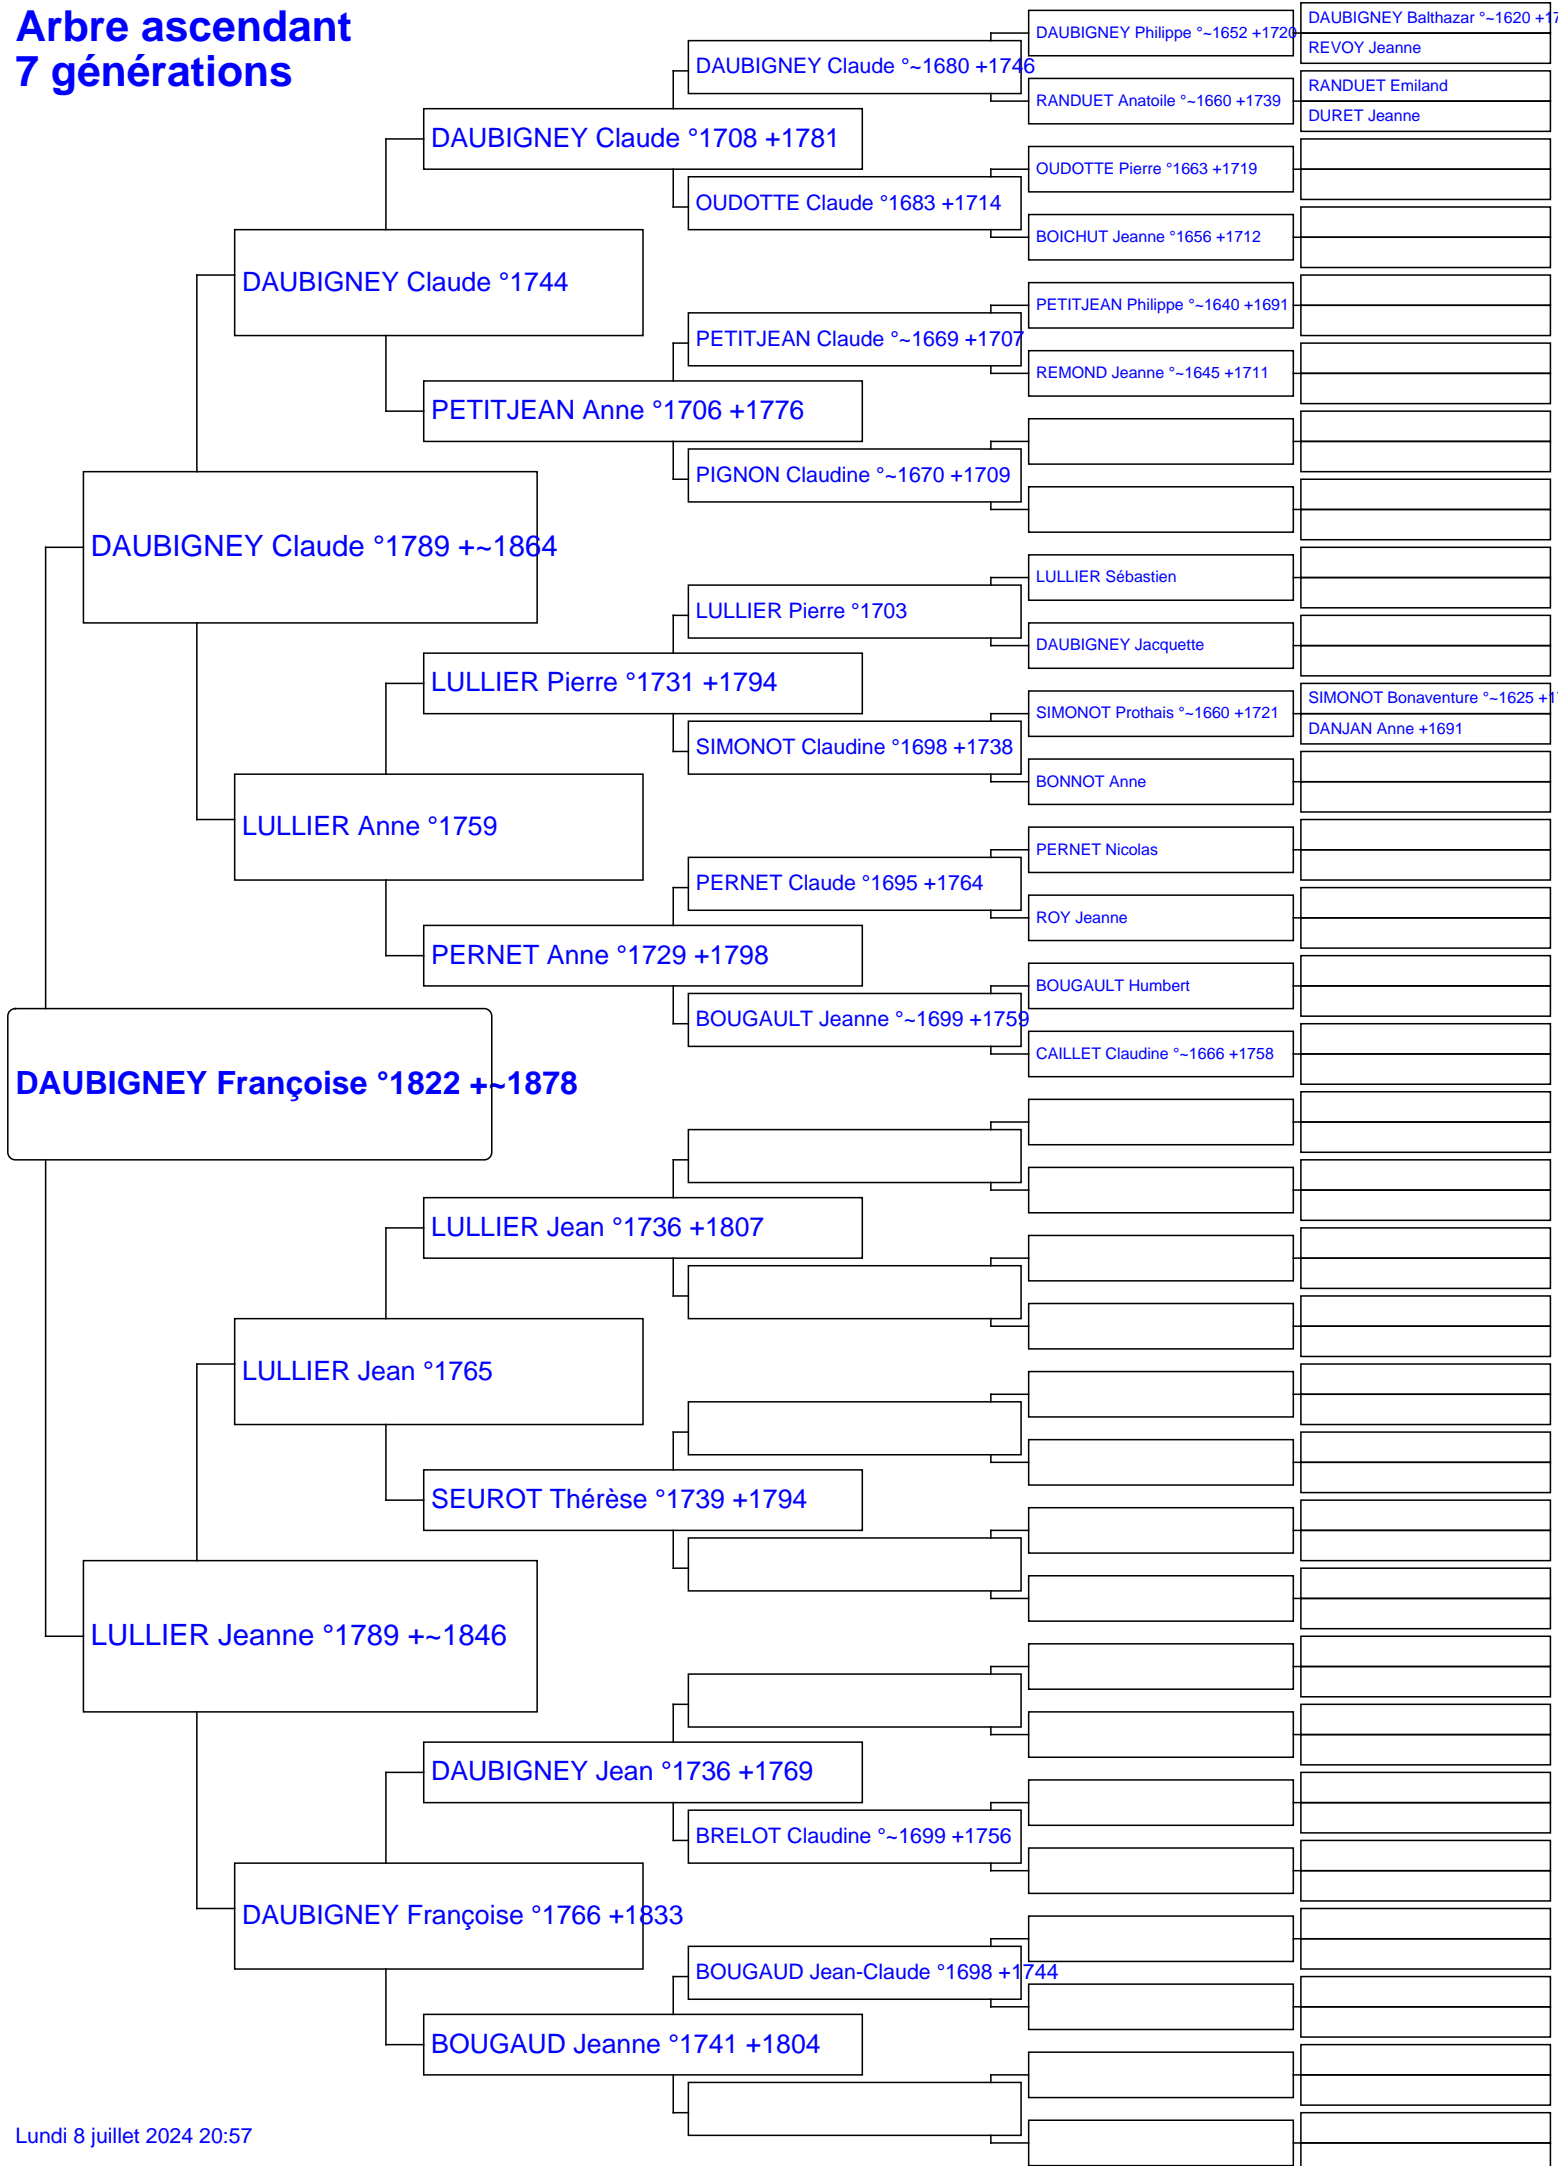 Arbre ascendant
7 générations
DAUBIGNEY Françoise °1822 +~1878
DAUBIGNEY Claude °1789 +~1864
LULLIER Jeanne °1789 +~1846
DAUBIGNEY Claude °1744
LULLIER Anne °1759
LULLIER Jean °1765
DAUBIGNEY Françoise °1766 +1833
DAUBIGNEY Claude °1708 +1781
PETITJEAN Anne °1706 +1776
LULLIER Pierre °1731 +1794
PERNET Anne °1729 +1798
LULLIER Jean °1736 +1807
SEUROT Thérèse °1739 +1794
DAUBIGNEY Jean °1736 +1769
BOUGAUD Jeanne °1741 +1804
DAUBIGNEY Claude °~1680 +1746
OUDOTTE Claude °1683 +1714
PETITJEAN Claude °~1669 +1707
PIGNON Claudine °~1670 +1709
LULLIER Pierre °1703
SIMONOT Claudine °1698 +1738
PERNET Claude °1695 +1764
BOUGAULT Jeanne °~1699 +1759
BRELOT Claudine °~1699 +1756
BOUGAUD Jean-Claude °1698 +1744
DAUBIGNEY Philippe °~1652 +1720
RANDUET Anatoile °~1660 +1739
OUDOTTE Pierre °1663 +1719
BOICHUT Jeanne °1656 +1712
PETITJEAN Philippe °~1640 +1691
REMOND Jeanne °~1645 +1711
LULLIER Sébastien
DAUBIGNEY Jacquette
SIMONOT Prothais °~1660 +1721
BONNOT Anne
PERNET Nicolas
ROY Jeanne
BOUGAULT Humbert
CAILLET Claudine °~1666 +1758
DAUBIGNEY Balthazar °~1620
REVOY Jeanne
RANDUET Emiland
DURET Jeanne
SIMONOT Bonaventure °~1625
DANJAN Anne +1691
Lundi 8 juillet 2024 20:57